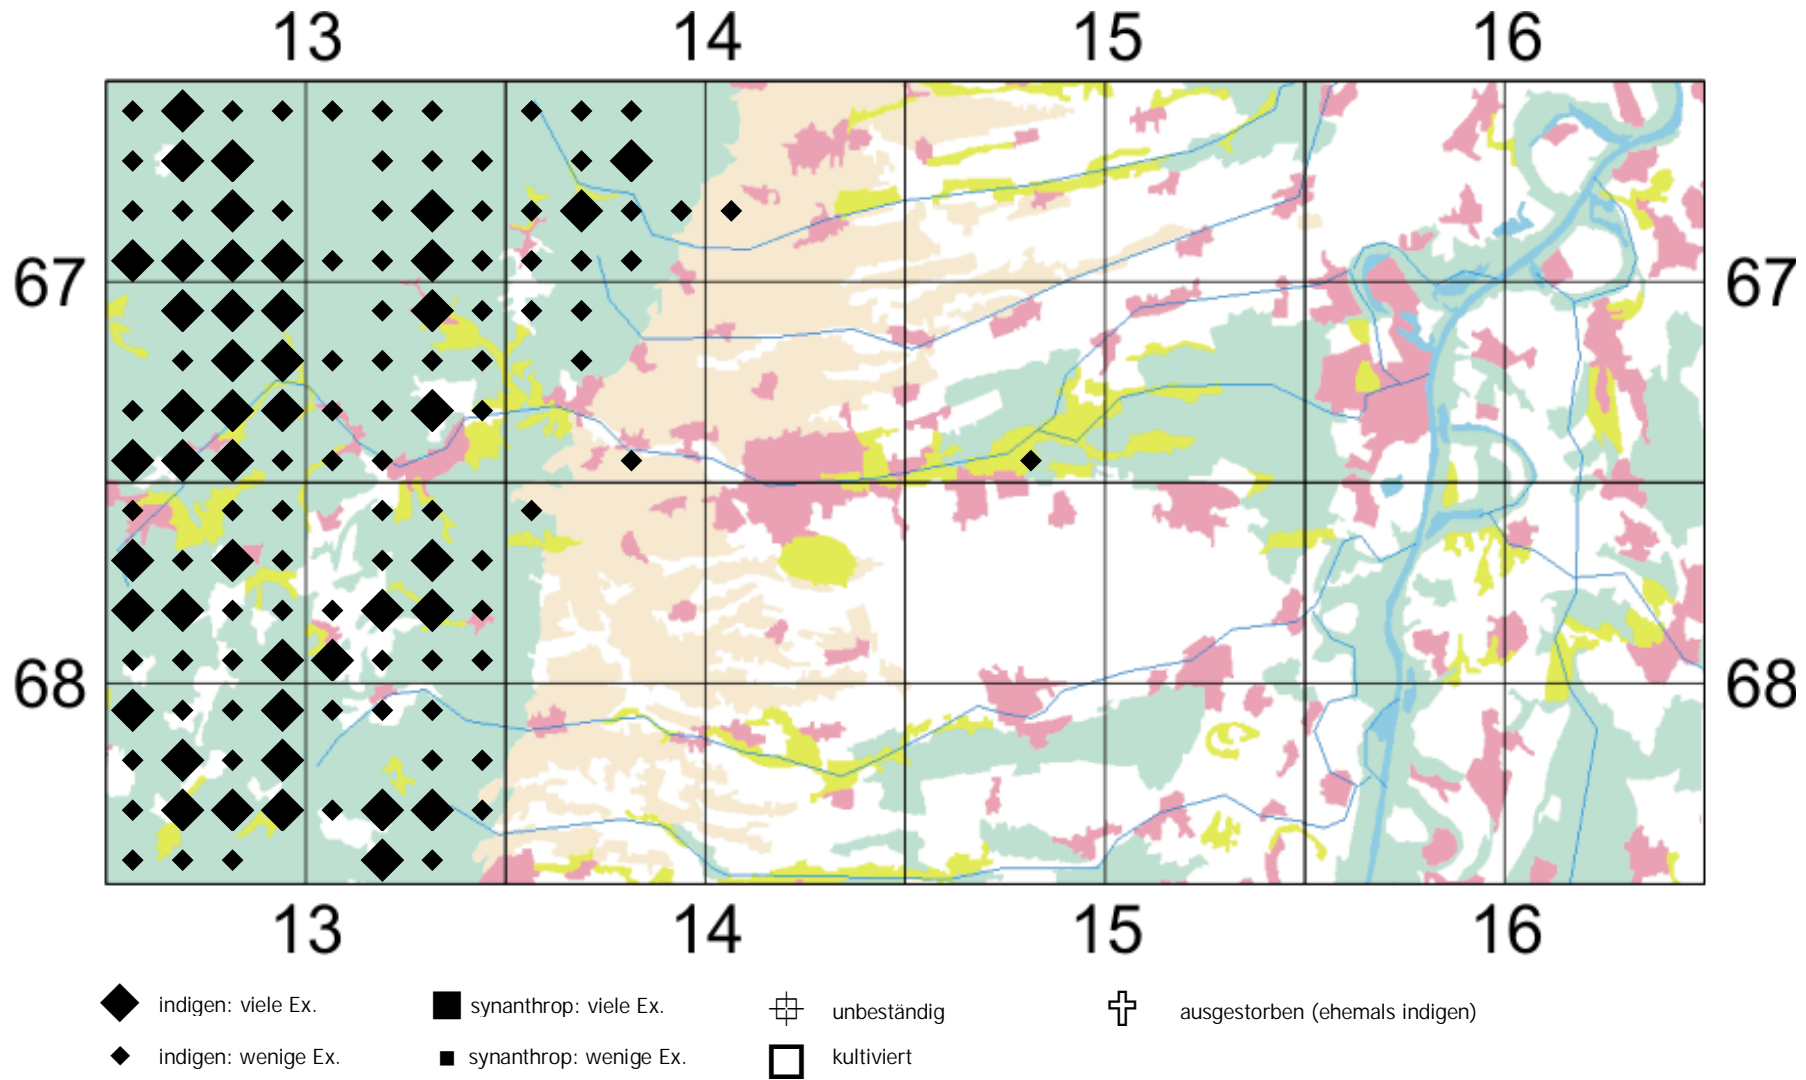 13 14 15 16
67 67
68 68
13 14 15 16
indigen: viele Ex. synanthrop: viele Ex. unbeständig ausgestorben (ehemals indigen)
indigen: wenige Ex. synanthrop: wenige Ex. kultiviert